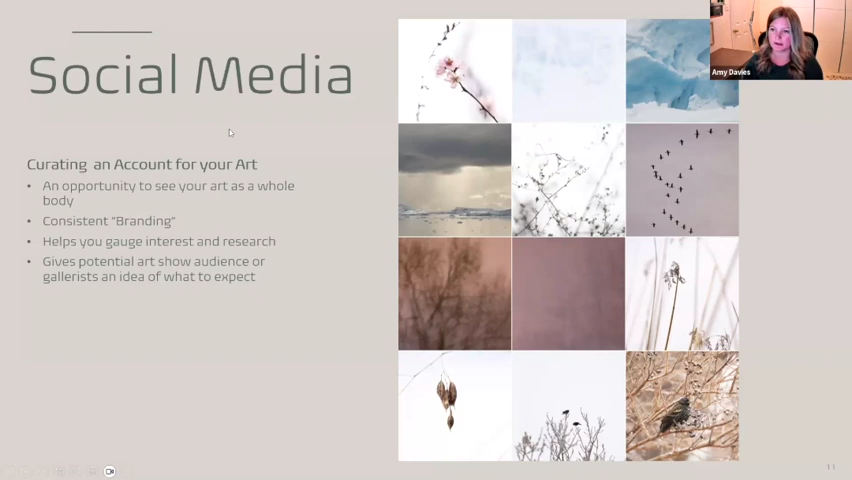 Social Media
Amy Davies
Curating an Account for your Art
• An opportunity to see your art as a whole
body
• Consistent "Branding"
• Helps you gauge interest and research
• Gives potential art show audience or
gallerists an idea of what to expect
11